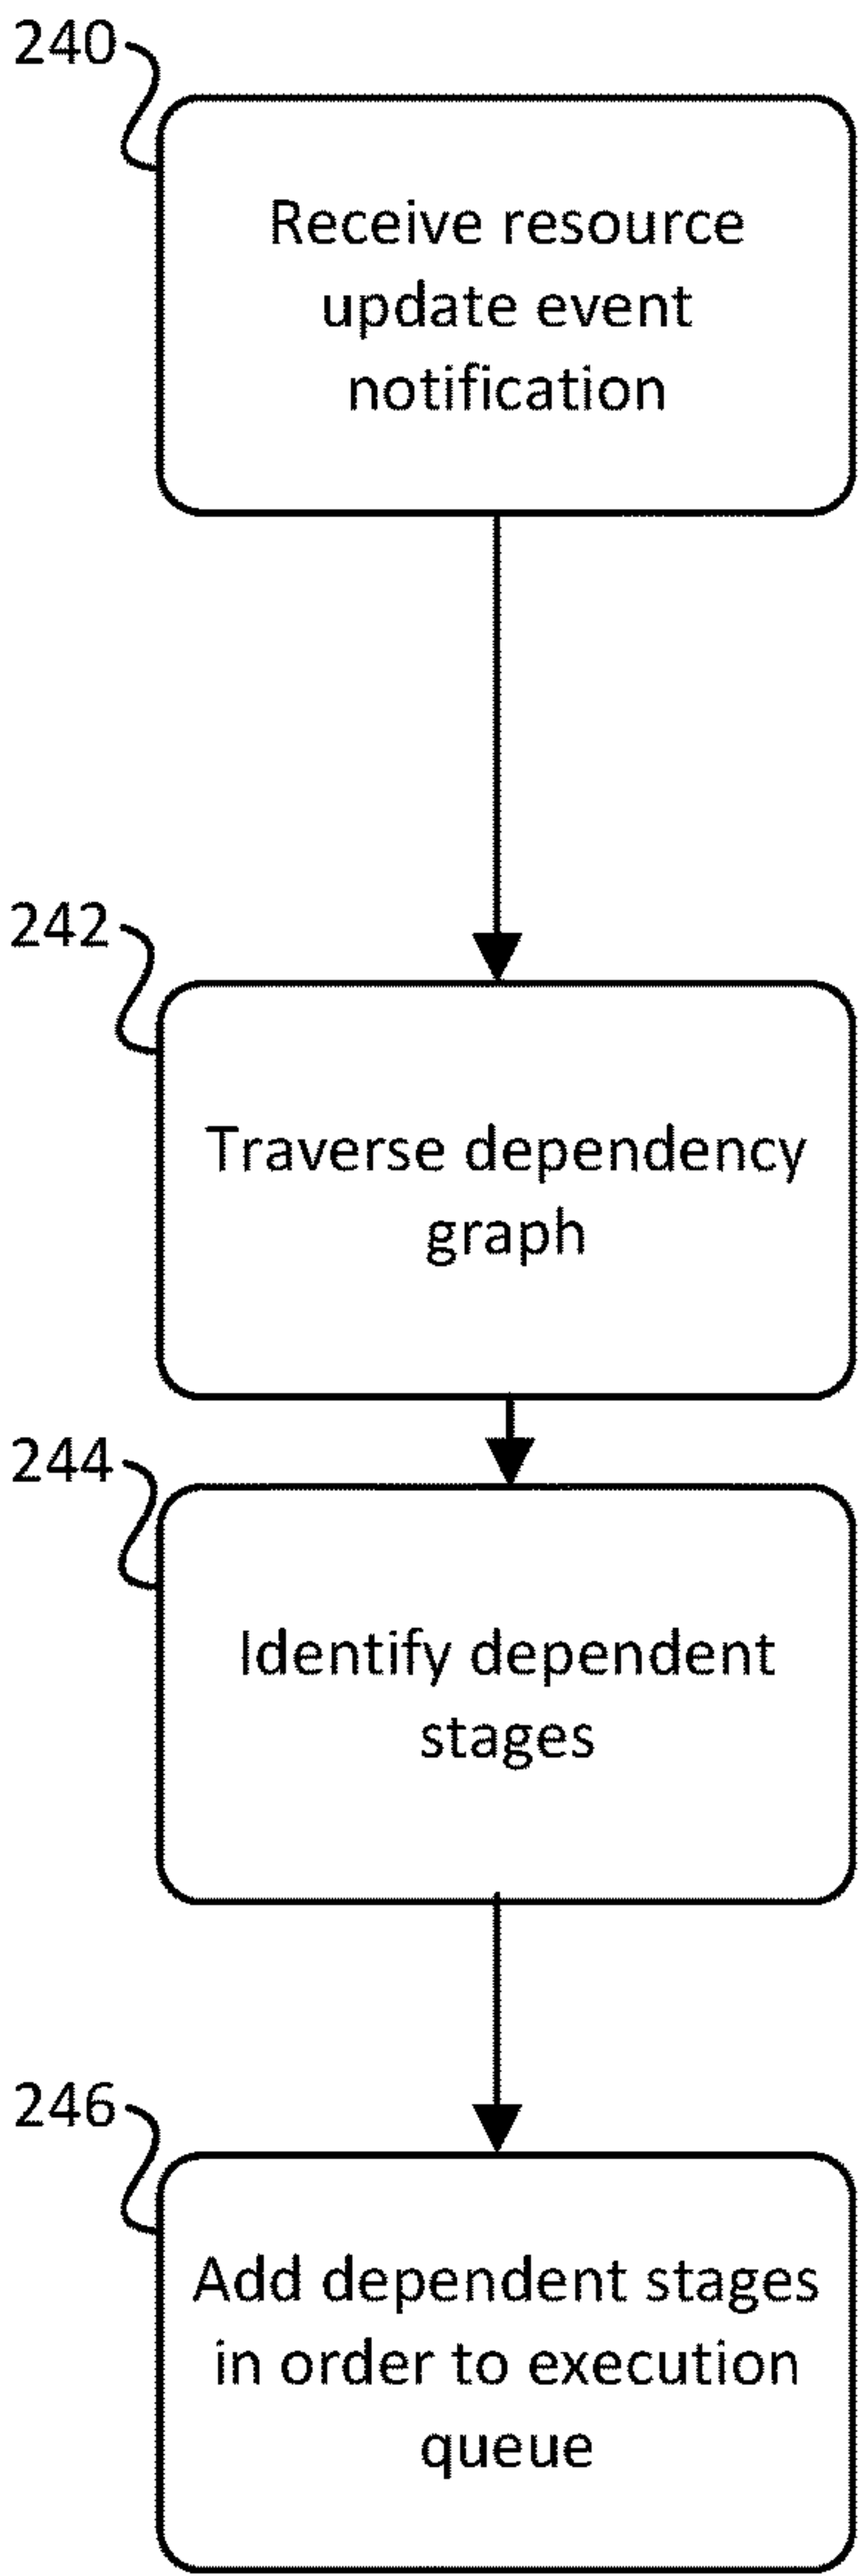 240
Receive resource
update event
notification
242
Traverse dependency
graph
244
Identify dependent
stages
246
Add dependent stages
in order to execution
queue